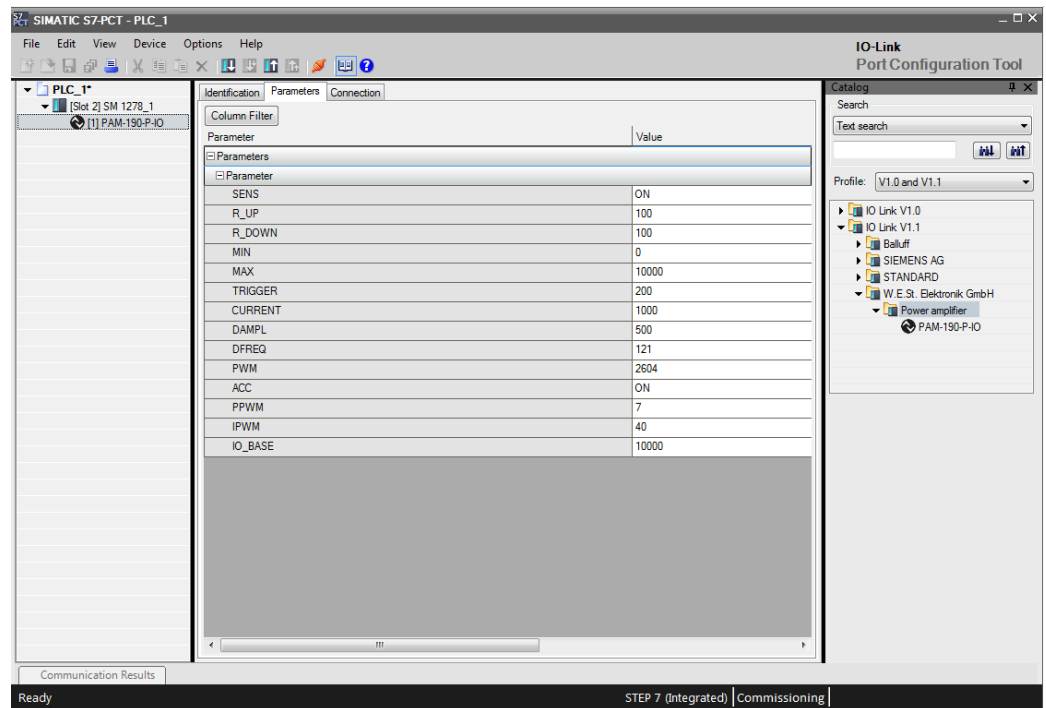 SIMATIC S7-PCT - PLC_1
File Edit View Device Options Help
IO-Link
Port Configuration Tool
PLC_1*
[Slot 2] SM 1278_1
[1] PAM-190-P-IO
Identification Parameters Connection
Column Filter
Parameter Value
Parameters
Parameter
SENS ON
R_UP 100
R_DOWN 100
MIN 0
MAX 10000
TRIGGER 200
CURRENT 1000
DAMPL 500
DFREQ 121
PWM 2604
ACC ON
PPWM 7
IPWM 40
IO_BASE 10000
Catalog
Search
Text search
Profile: V1.0 and V1.1
IO Link V1.0
IO Link V1.1
Balluff
SIEMENS AG
STANDARD
W.E.St. Elektronik GmbH
Power amplifier
PAM-190-P-IO
Communication Results
Ready STEP 7 (Integrated) Commissioning